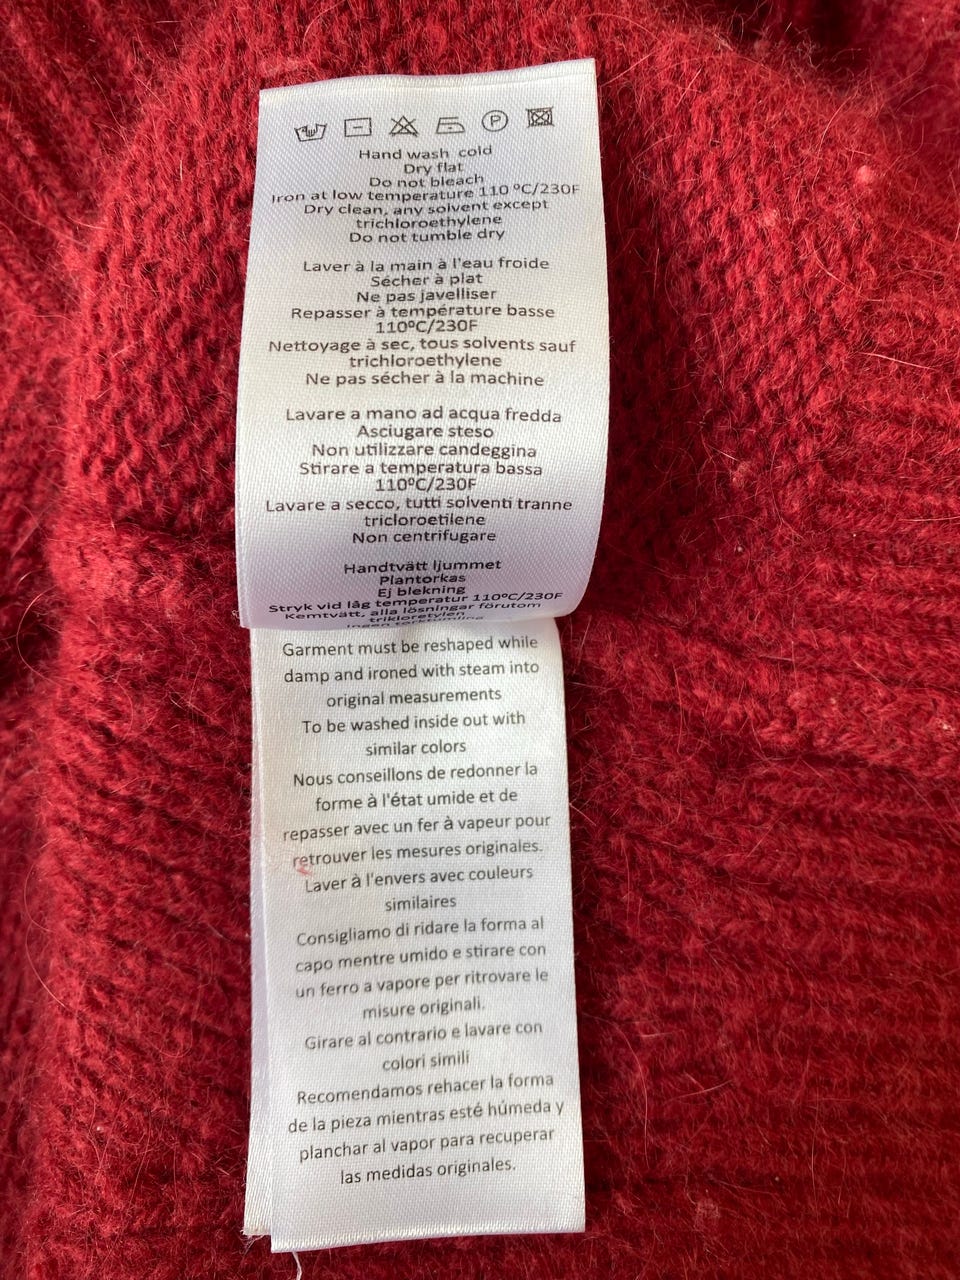 P
Hand wash cold
Dry flat
Do not bleach
Iron at low temperature 110 ºC/230F
Dry clean, any solvent except
trichloroethylene
Do not tumble dry
Laver à la main à l'eau froide
Sécher à plat
Ne pas javelliser
Repasser à température basse
110ºC/230F
Nettoyage à sec, tous solvents sauf
trichloroethylene
Ne pas sécher à la machine
Lavare a mano ad acqua fredda
Asciugare steso
Non utilizzare candeggina
Stirare a temperatura bassa
110ºC/230F
Lavare a secco, tutti solventi tranne
tricloroetilene
Non centrifugare
Handtvätt ljummet
Plantorkas
Ej blekning
Stryk vid låg temperatur 110ºC/230F
Kemtvätt, alla lösningar förutom
trikloretylen
Ingen torktumling
Garment must be reshaped while
damp and ironed with steam into
original measurements
To be washed inside out with
similar colors
Nous conseillons de redonner la
forme à l'état umide et de
repasser avec un fer à vapeur pour
retrouver les mesures originales.
Laver à l'envers avec couleurs
similaires
Consigliamo di ridare la forma al
capo mentre umido e stirare con
un ferro a vapore per ritrovare le
misure originali.
Girare al contrario e lavare con
colori simili
Recomendamos rehacer la forma
de la pieza mientras esté húmeda y
planchar al vapor para recuperar
las medidas originales.